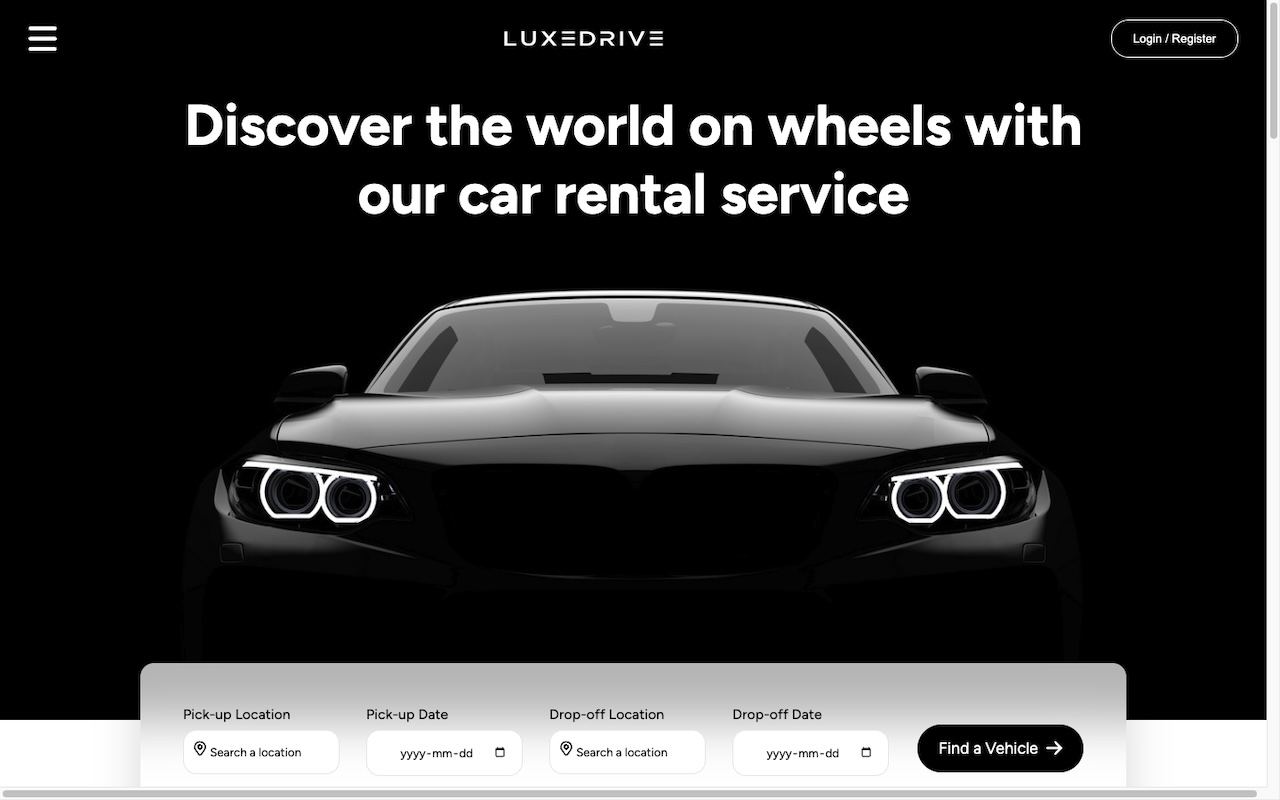 LUXEDRIVE
Login / Register
Discover the world on wheels with
our car rental service
Pick-up Location
Pick-up Date
Drop-off Location
Drop-off Date
Search a location
yyyy-mm-dd
Search a location
yyyy-mm-dd
Find a Vehicle